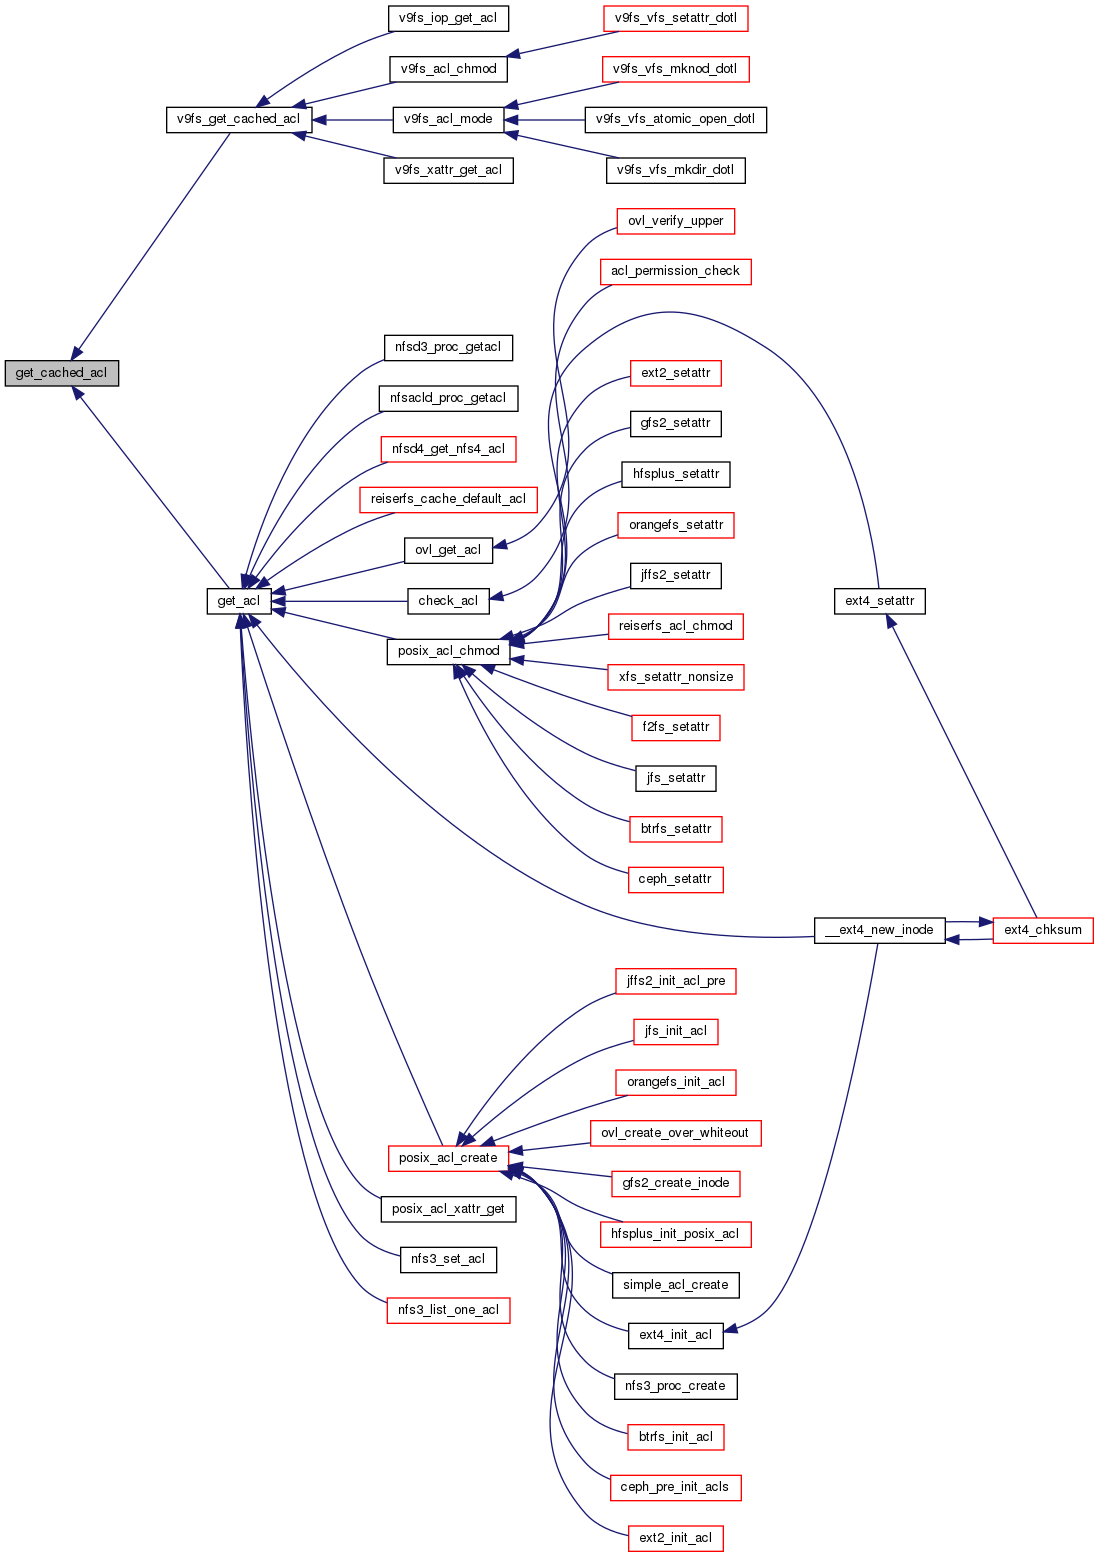 v9fs_iop_get_acl
v9fs_vfs_setattr_dotl
v9fs_acl_chmod
v9fs_vfs_mknod_dotl
v9fs_get_cached_acl
v9fs_acl_mode
v9fs_vfs_atomic_open_dotl
v9fs_xattr_get_acl
v9fs_vfs_mkdir_dotl
ovl_verify_upper
acl_permission_check
nfsd3_proc_getacl
get_cached_acl
ext2_setattr
nfsacld_proc_getacl
gfs2_setattr
nfsd4_get_nfs4_acl
hfsplus_setattr
reiserfs_cache_default_acl
orangefs_setattr
ovl_get_acl
jffs2_setattr
get_acl
check_acl
ext4_setattr
reiserfs_acl_chmod
posix_acl_chmod
xfs_setattr_nonsize
f2fs_setattr
jfs_setattr
btrfs_setattr
ceph_setattr
__ext4_new_inode
ext4_chksum
jffs2_init_acl_pre
jfs_init_acl
orangefs_init_acl
ovl_create_over_whiteout
posix_acl_create
gfs2_create_inode
posix_acl_xattr_get
hfsplus_init_posix_acl
nfs3_set_acl
simple_acl_create
nfs3_list_one_acl
ext4_init_acl
nfs3_proc_create
btrfs_init_acl
ceph_pre_init_acls
ext2_init_acl